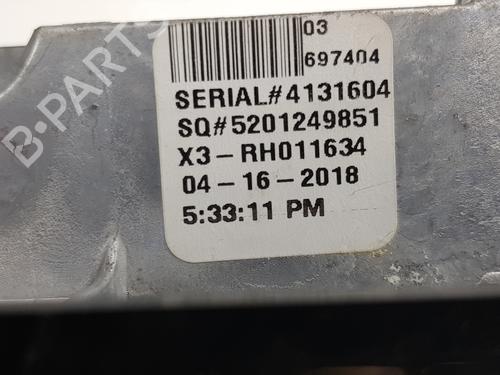 B-PARTS
03
697404
SERIAL#4131604
SQ#5201249851
X3-RH011634
04-16-2018
5:33:11 PM